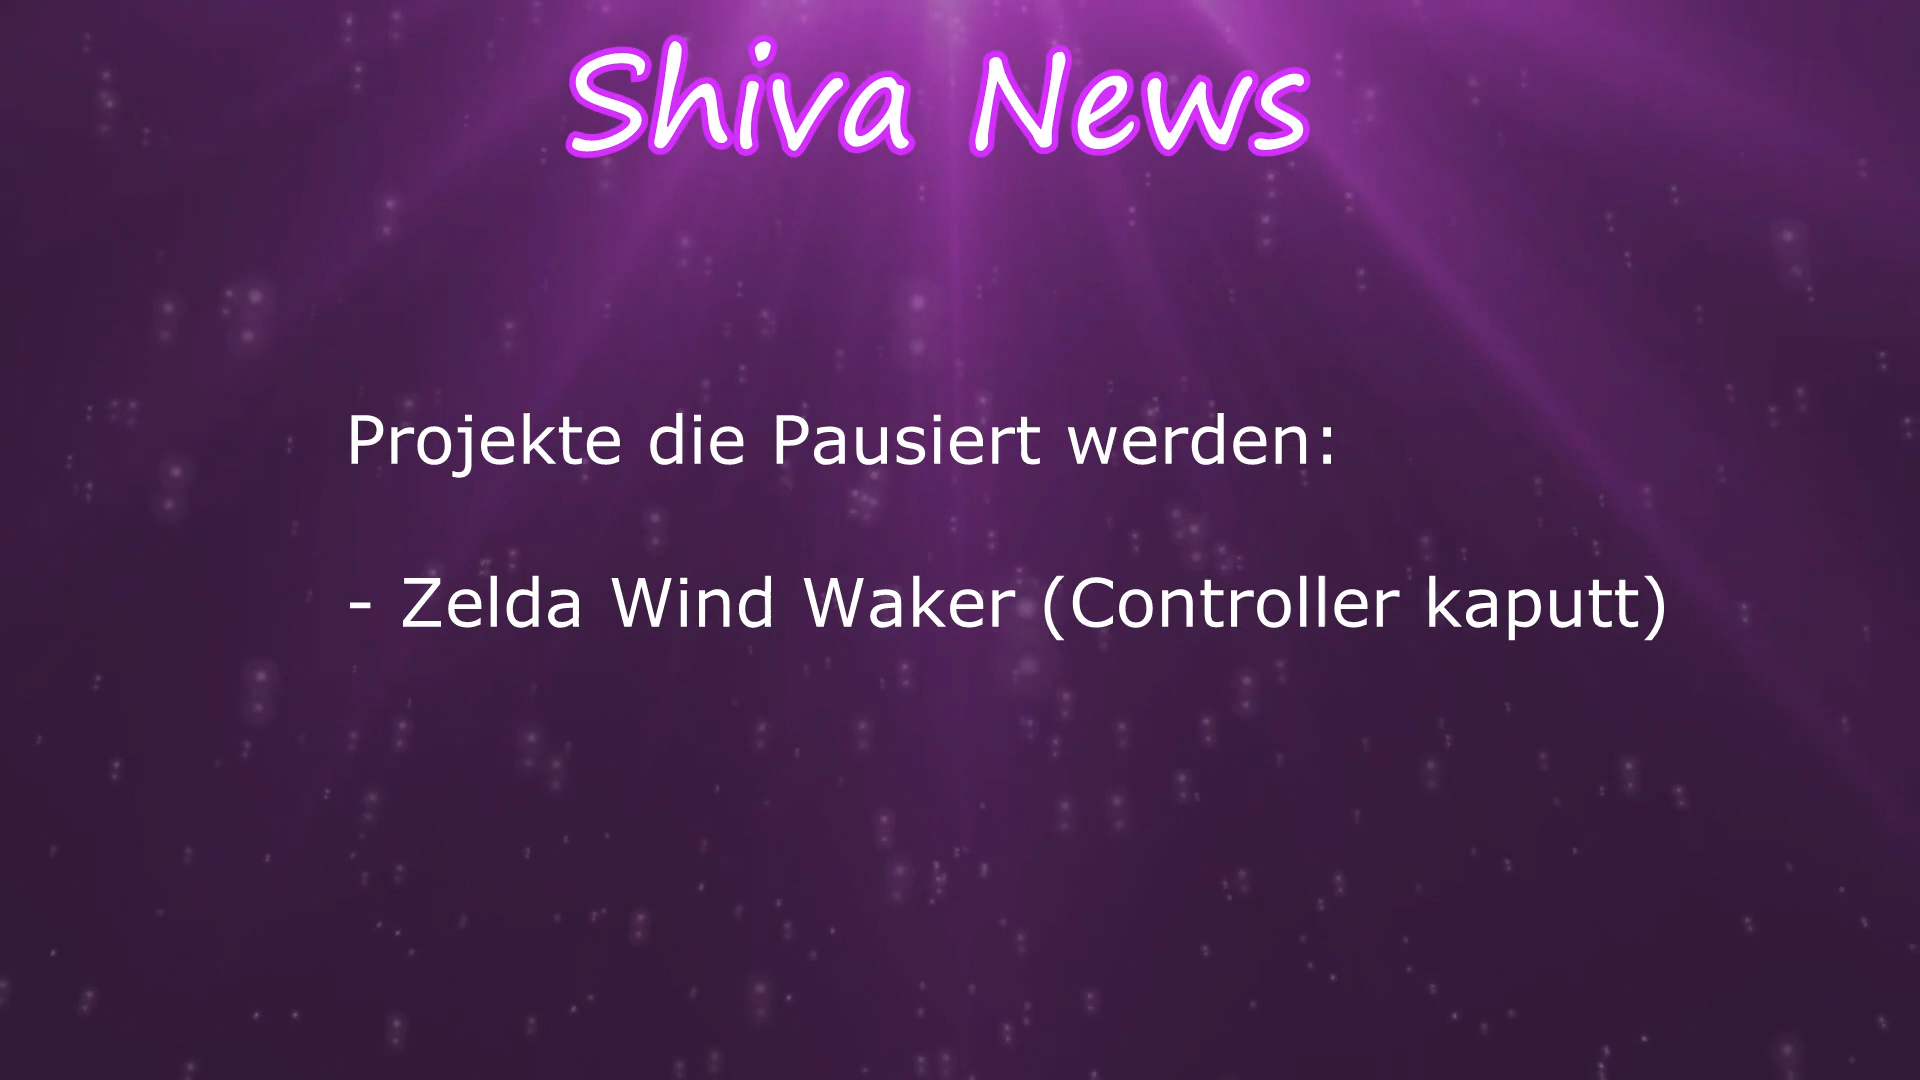 Shiva News
Projekte die Pausiert werden:
- Zelda Wind Waker (Controller kaputt)